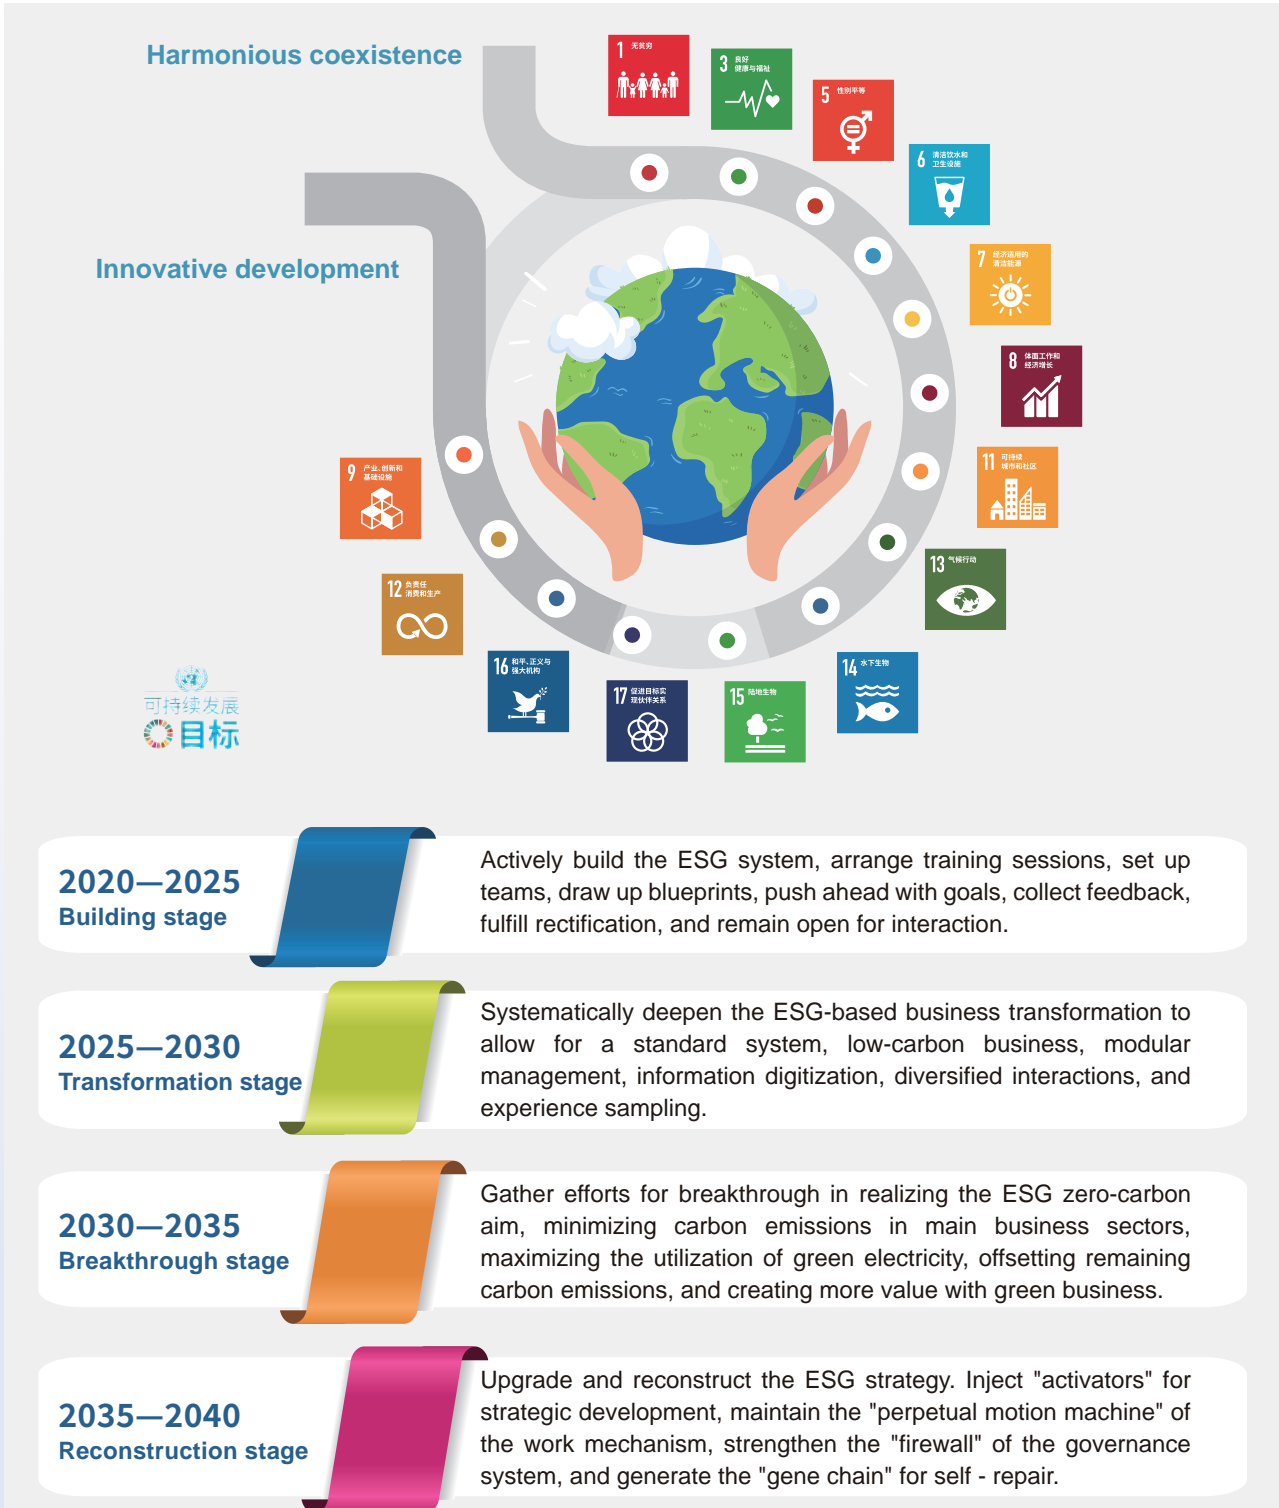 Harmonious coexistence
1 无贫穷
3 良好
健康与福祉
5 性别平等
6 清洁饮水和
卫生设施
Innovative development
7 经济适用的
清洁能源
8 体面工作和
经济增长
11 可持续
城市和社区
9 产业、创新和
基础设施
13 气候行动
12 负责任
消费和生产
16 和平、正义与
强大机构
17 促进目标实
现伙伴关系
15 陆地生物
14 水下生物
可持续发展
目标
2020—2025
Building stage
Actively build the ESG system, arrange training sessions, set up
teams, draw up blueprints, push ahead with goals, collect feedback,
fulfill rectification, and remain open for interaction.
2025—2030
Transformation stage
Systematically deepen the ESG-based business transformation to
allow for a standard system, low-carbon business, modular
management, information digitization, diversified interactions, and
experience sampling.
2030—2035
Breakthrough stage
Gather efforts for breakthrough in realizing the ESG zero-carbon
aim, minimizing carbon emissions in main business sectors,
maximizing the utilization of green electricity, offsetting remaining
carbon emissions, and creating more value with green business.
2035—2040
Reconstruction stage
Upgrade and reconstruct the ESG strategy. Inject "activators" for
strategic development, maintain the "perpetual motion machine" of
the work mechanism, strengthen the "firewall" of the governance
system, and generate the "gene chain" for self - repair.